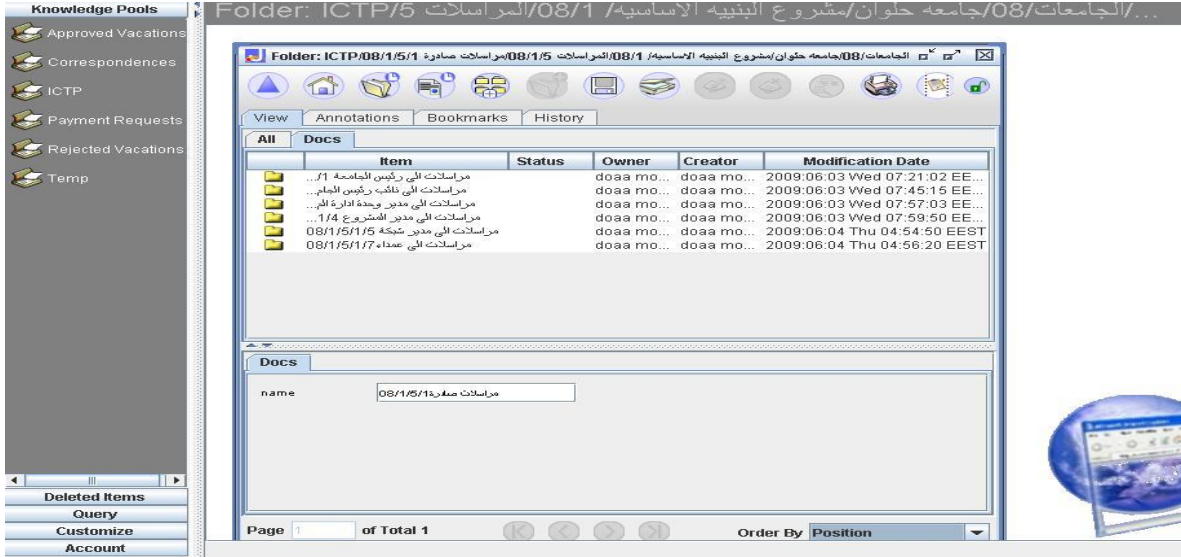 Knowledge Pools
Folder: ICTP/الجامعات/08/جامعه حلوان/مشروع البنييه الاساسيه/ 08/1/المراسلات 5/...
Approved Vacations
Correspondences
ICTP
Payment Requests
Rejected Vacations
Temp
Deleted Items
Query
Customize
Account
Folder: ICTP/الجامعات/08/جامعه حلوان/مشروع البنييه الاساسيه/ 08/1/المراسلات 08/1/5/مراسلات صادرة 08/1/5/1
View Annotations Bookmarks History
All Docs
Item Status Owner Creator Modification Date
مراسلات الى رئيس الجامعة 1/... doaa mo... doaa mo... 2009:06:03 Wed 07:21:02 EE...
مراسلات الى نائب رئيس الجام... doaa mo... doaa mo... 2009:06:03 Wed 07:45:15 EE...
مراسلات الى مدير وحدة ادارة الم... doaa mo... doaa mo... 2009:06:03 Wed 07:57:03 EE...
مراسلات الى مدير المشروع 1/4... doaa mo... doaa mo... 2009:06:03 Wed 07:59:50 EE...
مراسلات الى مدير شبكة 08/1/5/1/5 doaa mo... doaa mo... 2009:06:04 Thu 04:54:50 EEST
مراسلات الى عمداء 08/1/5/1/7 doaa mo... doaa mo... 2009:06:04 Thu 04:56:20 EEST
Docs
name مراسلات صادرة08/1/5/1
Page 1 of Total 1 Order By Position